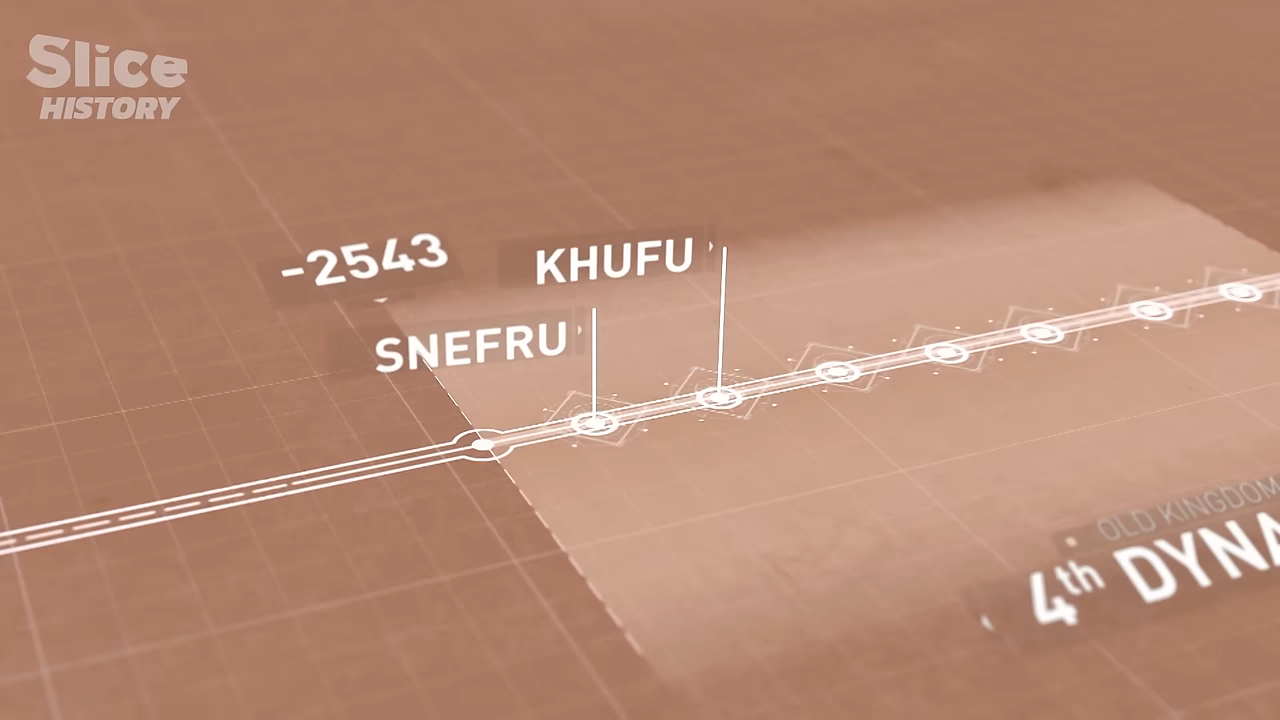 Slice
HISTORY
-2543
KHUFU
SNEFRU
OLD KINGDOM
4th DYNA